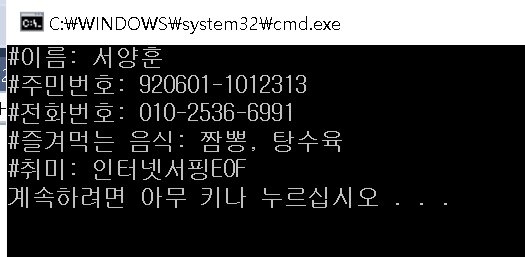 C:\WINDOWS\system32\cmd.exe
#이름: 서양훈
#주민번호: 920601-1012313
#전화번호: 010-2536-6991
#즐겨먹는 음식: 짬뽕, 탕수육
#취미: 인터넷서핑EOF
계속하려면 아무 키나 누르십시오 . . .